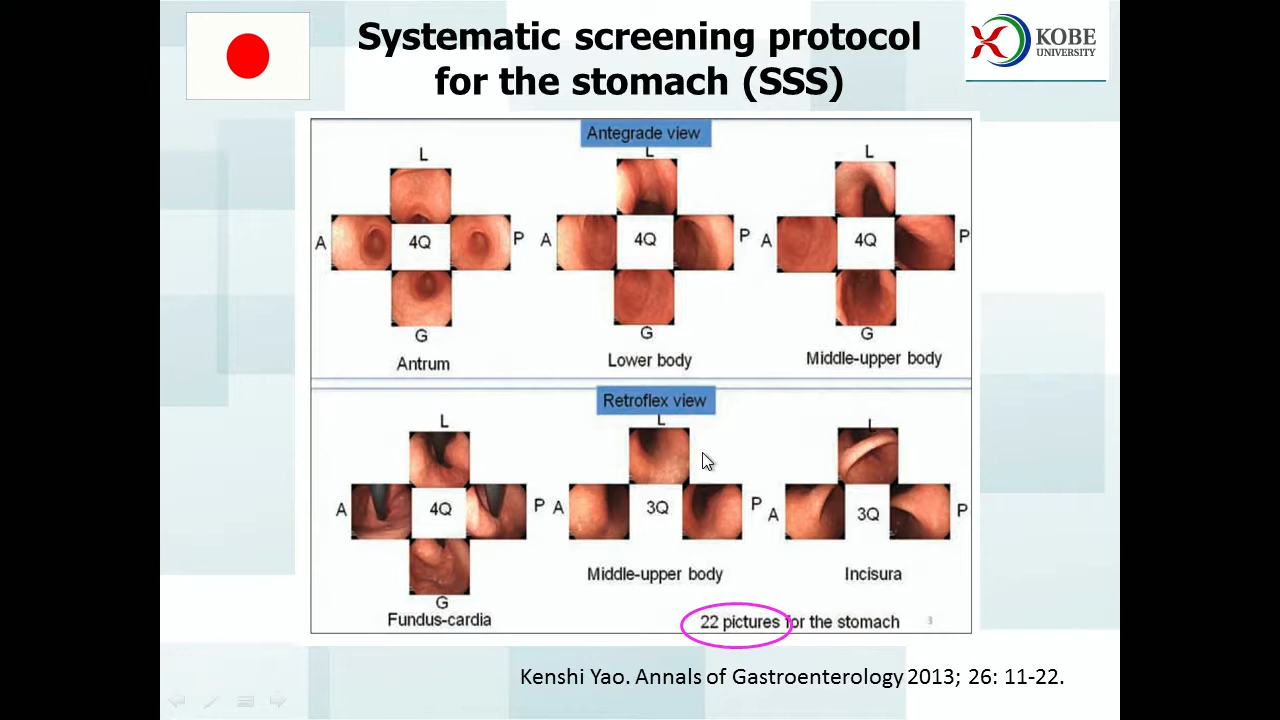 Systematic screening protocol
for the stomach (SSS)
KOBE
UNIVERSITY
Antegrade view
L
A
4Q
P
G
Antrum
L
A
4Q
P
G
Lower body
L
A
4Q
P
G
Middle-upper body
Retroflex view
L
A
4Q
P
G
Fundus-cardia
L
3Q
A
P
Middle-upper body
L
A
3Q
P
Incisura
22 pictures for the stomach
3
Kenshi Yao. Annals of Gastroenterology 2013; 26: 11-22.